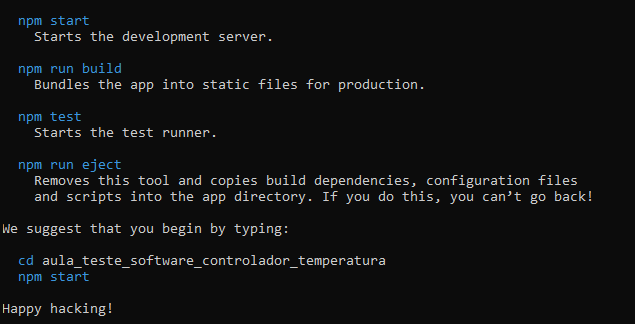 npm start
Starts the development server.
npm run build
Bundles the app into static files for production.
npm test
Starts the test runner.
npm run eject
Removes this tool and copies build dependencies, configuration files
and scripts into the app directory. If you do this, you can’t go back!
We suggest that you begin by typing:
cd aula_teste_software_controlador_temperatura
npm start
Happy hacking!